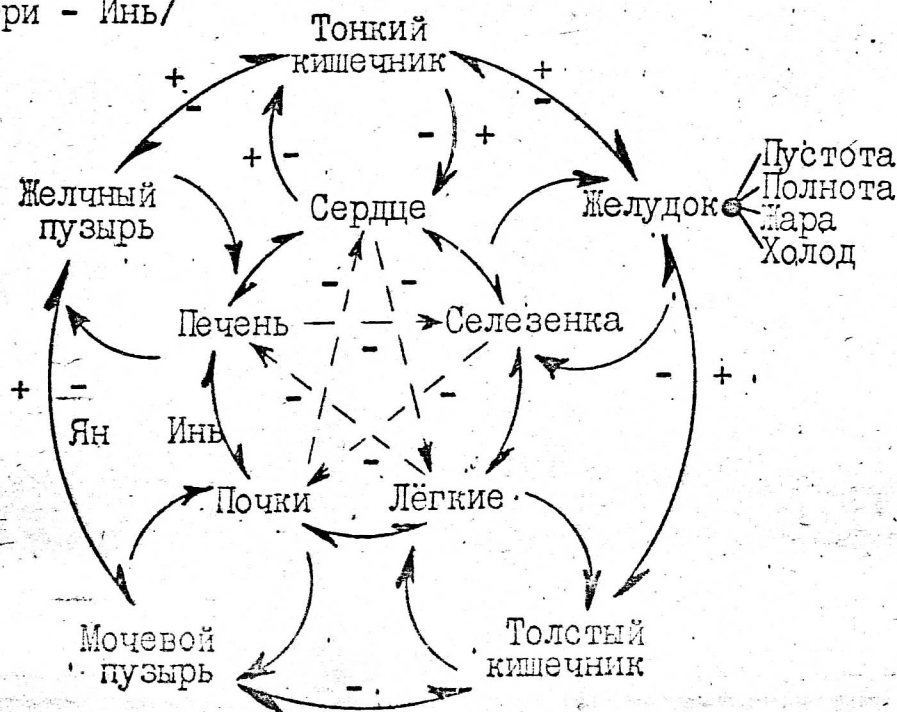 ри - Инь/
Тонкий
кишечник
+
-
+
-
+ -
- +
Желчный
пузырь
Сердце
Желудок
Пустота
Полнота
Жара
Холод
-
-
Печень
Селезенка
-
-
-
+ -
- +
Ян
Инь
-
Почки
Лёгкие
Мочевой
пузырь
Толстый
кишечник
-